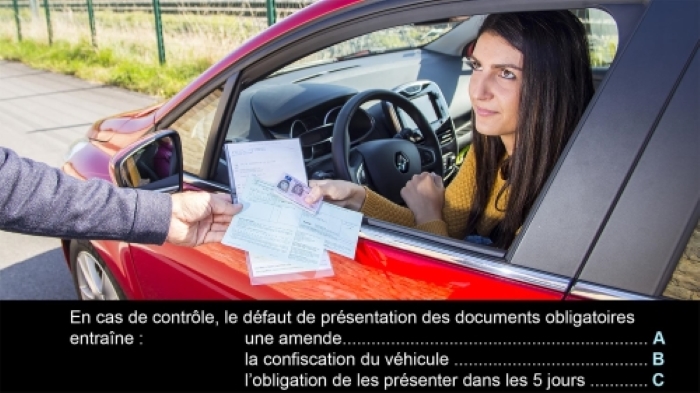 En cas de contrôle, le défaut de présentation des documents obligatoires
entraîne : une amende................................................................ A
la confiscation du véhicule ........................................ B
l'obligation de les présenter dans les 5 jours ............ C